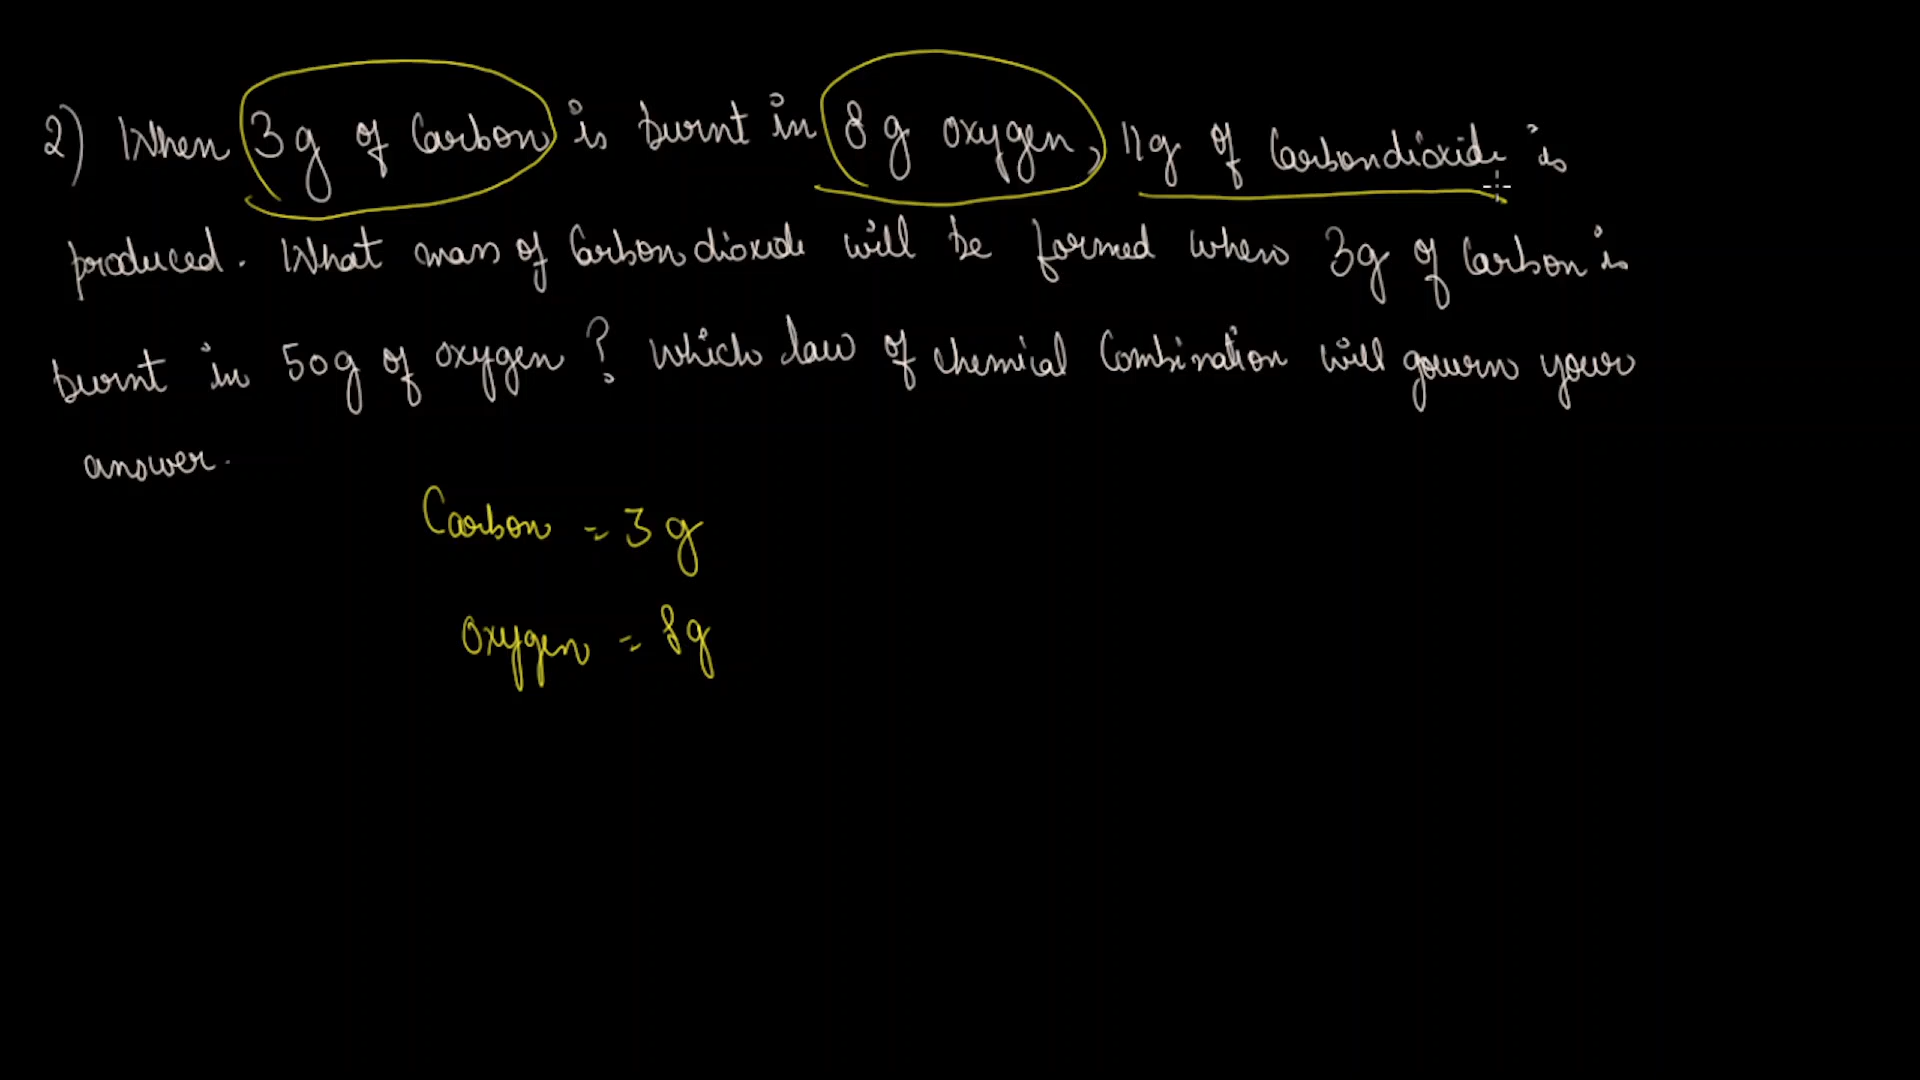 2) When 3g of Carbon is burnt in 8 g oxygen, 11g of Carbondioxide is
produced. What mass of Carbon dioxide will be formed when 3g of Carbon is
burnt in 50g of oxygen? Which law of chemical Combination will govern your
answer.
Carbon = 3 g
Oxygen = 8g